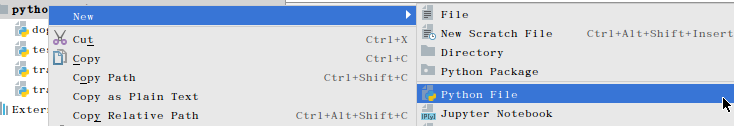 pytho
New
File
dog
Cut Ctrl+X
New Scratch File Ctrl+Alt+Shift+Insert
tes
Copy Ctrl+C
Directory
tra
Copy Path Ctrl+Shift+C
Python Package
tra
Copy as Plain Text
Python File
Extern
Copy Relative Path Ctrl+Alt+Shift+C
Jupyter Notebook